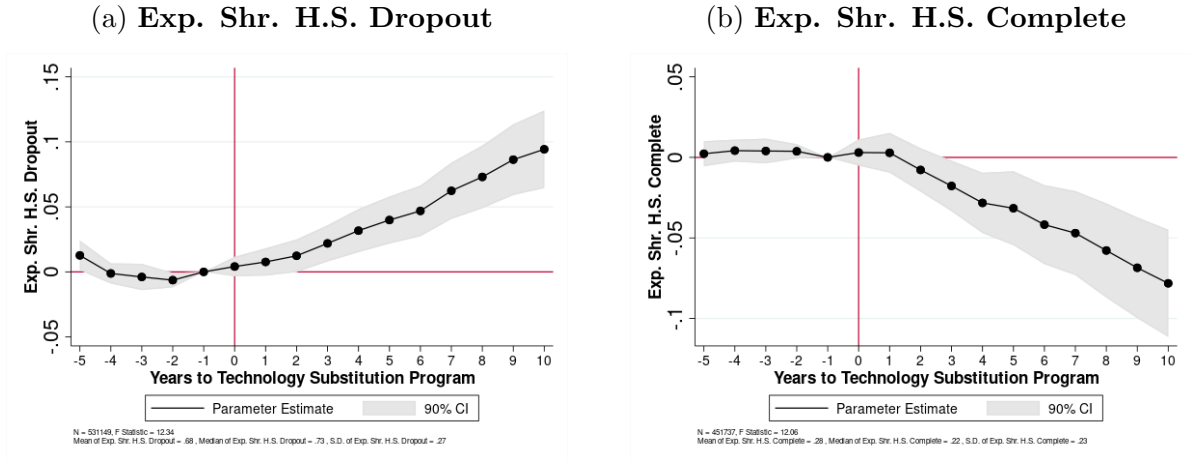 (a) Exp. Shr. H.S. Dropout
Exp. Shr. H.S. Dropout
.15
.1
.05
0
-.05
-5 -4 -3 -2 -1 0 1 2 3 4 5 6 7 8 9 10
Years to Technology Substitution Program
Parameter Estimate 90% CI
N = 531149, F Statistic = 12.34
Mean of Exp. Shr. H.S. Dropout = .68 , Median of Exp. Shr. H.S. Dropout = .73 , S.D. of Exp. Shr. H.S. Dropout = .27
(b) Exp. Shr. H.S. Complete
Exp. Shr. H.S. Complete
.05
0
-.05
-.1
-5 -4 -3 -2 -1 0 1 2 3 4 5 6 7 8 9 10
Years to Technology Substitution Program
Parameter Estimate 90% CI
N = 451737, F Statistic = 12.06
Mean of Exp. Shr. H.S. Complete = .28 , Median of Exp. Shr. H.S. Complete = .22 , S.D. of Exp. Shr. H.S. Complete = .23